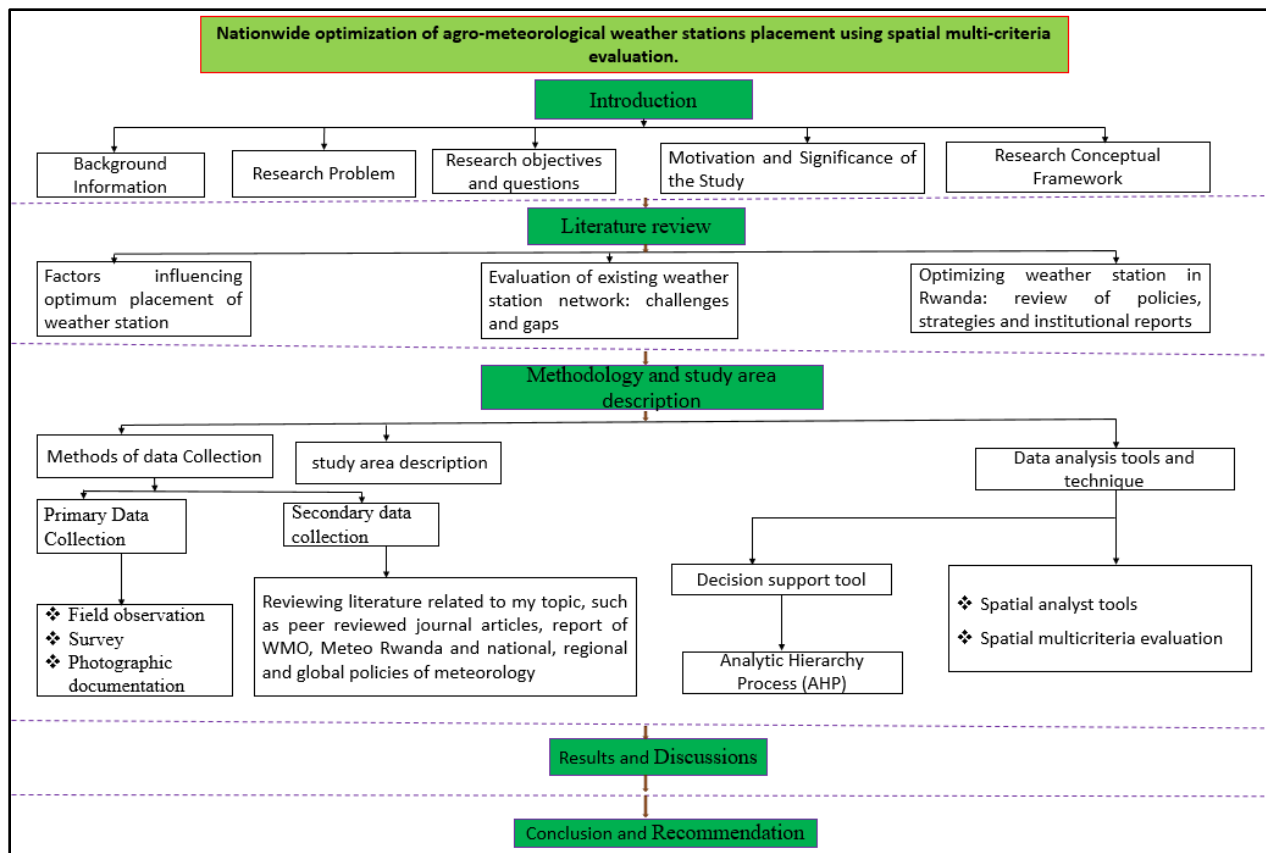 Nationwide optimization of agro-meteorological weather stations placement using spatial multi-criteria
evaluation.
Introduction
Background
Information
Research Problem
Research objectives
and questions
Motivation and Significance of
the Study
Research Conceptual
Framework
Literature review
Factors influencing
optimum placement of
weather station
Evaluation of existing weather
station network: challenges
and gaps
Optimizing weather station in
Rwanda: review of policies,
strategies and institutional reports
Methodology and study area
description
Methods of data Collection
study area description
Data analysis tools and
technique
Primary Data
Collection
Secondary data
collection
Decision support tool
❖ Spatial analyst tools
❖ Spatial multicriteria evaluation
❖ Field observation
❖ Survey
❖ Photographic
documentation
Reviewing literature related to my topic, such
as peer reviewed journal articles, report of
WMO, Meteo Rwanda and national, regional
and global policies of meteorology
Analytic Hierarchy
Process (AHP)
Results and Discussions
Conclusion and Recommendation